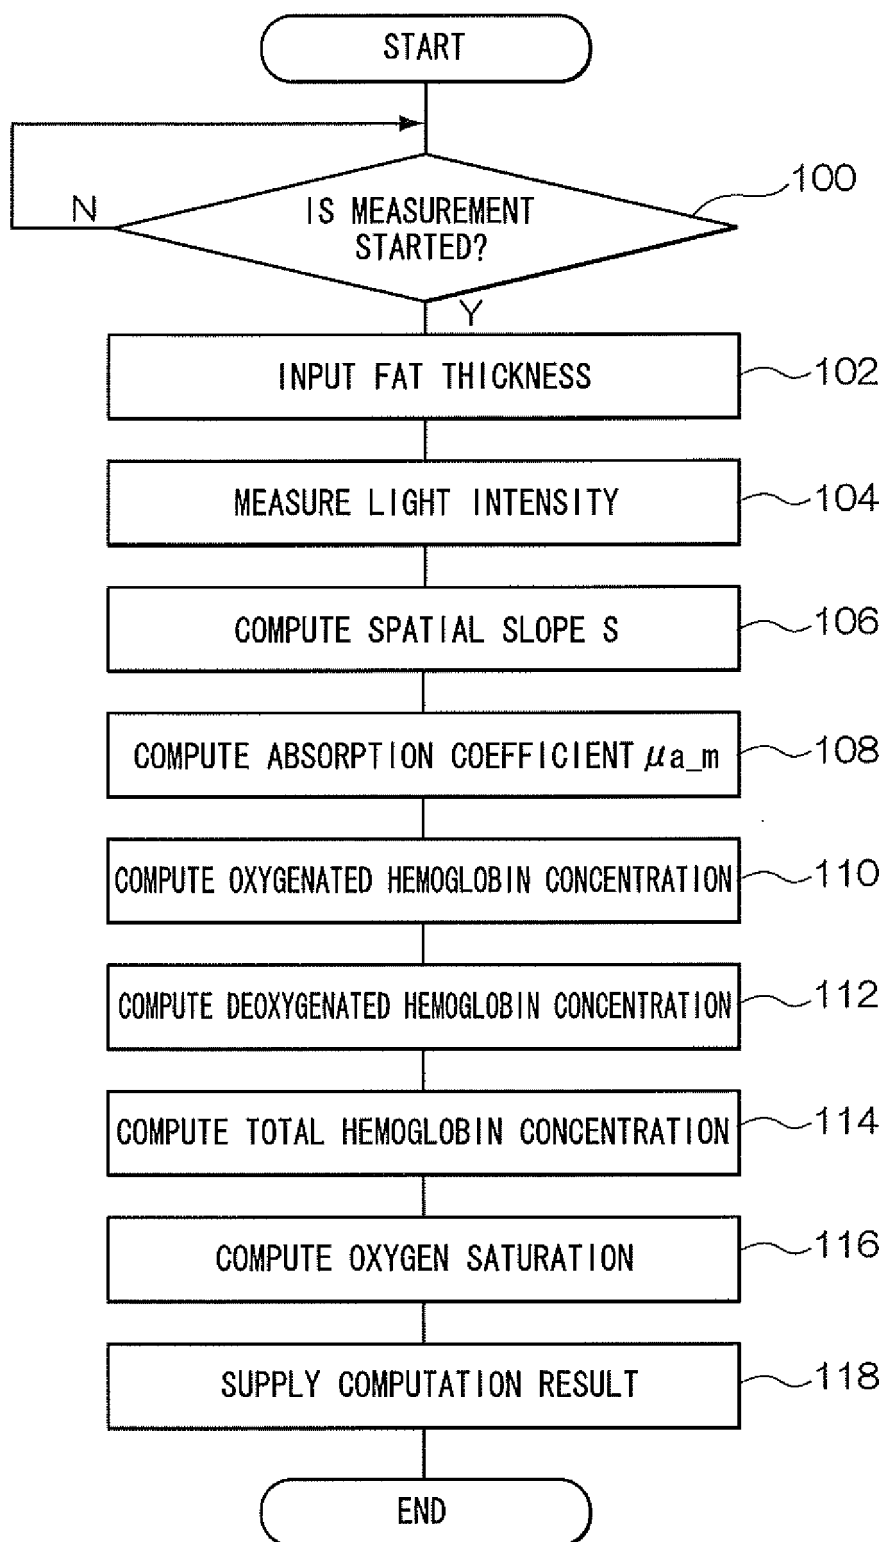 START
N
IS MEASUREMENT
STARTED?
100
Y
INPUT FAT THICKNESS
102
MEASURE LIGHT INTENSITY
104
COMPUTE SPATIAL SLOPE S
106
COMPUTE ABSORPTION COEFFICIENT μa_m
108
COMPUTE OXYGENATED HEMOGLOBIN CONCENTRATION
110
COMPUTE DEOXYGENATED HEMOGLOBIN CONCENTRATION
112
COMPUTE TOTAL HEMOGLOBIN CONCENTRATION
114
COMPUTE OXYGEN SATURATION
116
SUPPLY COMPUTATION RESULT
118
END